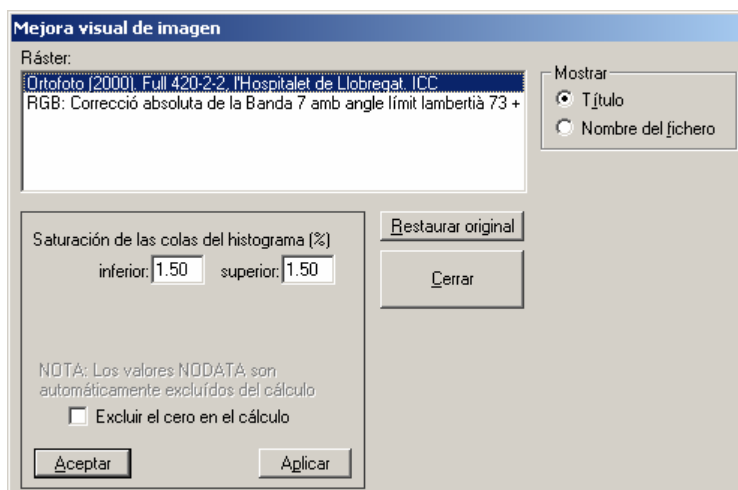 Mejora visual de imagen
Ráster:
Ortofoto (2000). Full 420-2-2, l'Hospitalet de Llobregat. ICC
RGB: Correcció absoluta de la Banda 7 amb angle límit lambertià 73 +
Mostrar
Título
Nombre del fichero
Saturación de las colas del histograma (%)
inferior: 1.50 superior: 1.50
Restaurar original
Cerrar
NOTA: Los valores NODATA son
automáticamente excluídos del cálculo
Excluir el cero en el cálculo
Aceptar
Aplicar